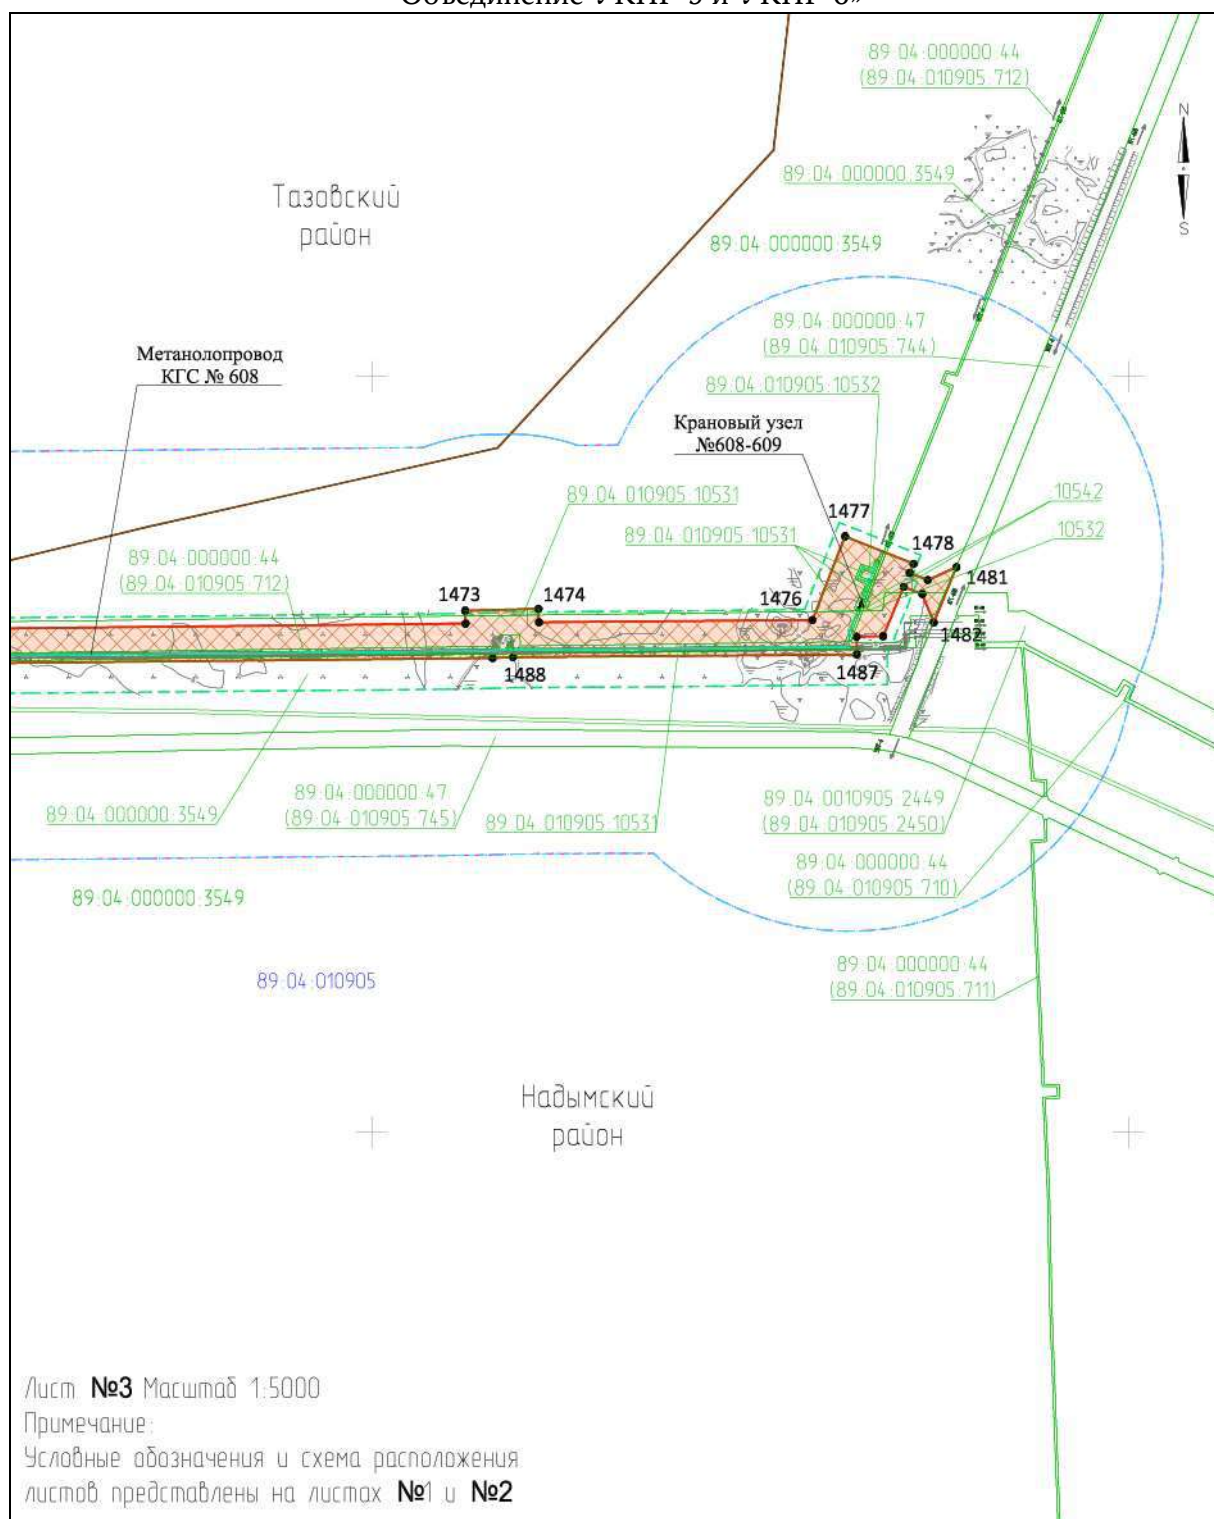 89:04:000000:44
(89:04:010905:712)
N
S
89:04:000000:3549
Тазовский
район
89:04:000000:3549
89:04:000000:47
(89:04:010905:744)
Метанолопровод
КГС № 608
89:04:010905:10532
Крановый узел
№608-609
89:04:010905:10531
:10542
1477
89:04:010905:10531
:10532
1478
89:04:000000:44
(89:04:010905:712)
1481
1473
1474
1476
1482
1488
1487
89:04:000000:47
(89:04:010905:745)
89:04:000000:3549
89:04:010905:10531
89:04:0010905:2449
(89:04:010905:2450)
89:04:000000:44
(89:04:010905:710)
89:04:000000:3549
89:04:010905
89:04:000000:44
(89:04:010905:711)
Надымский
район
Лист №3 Масштаб 1:5000
Примечание:
Условные обозначения и схема расположения
листов представлены на листах №1 и №2